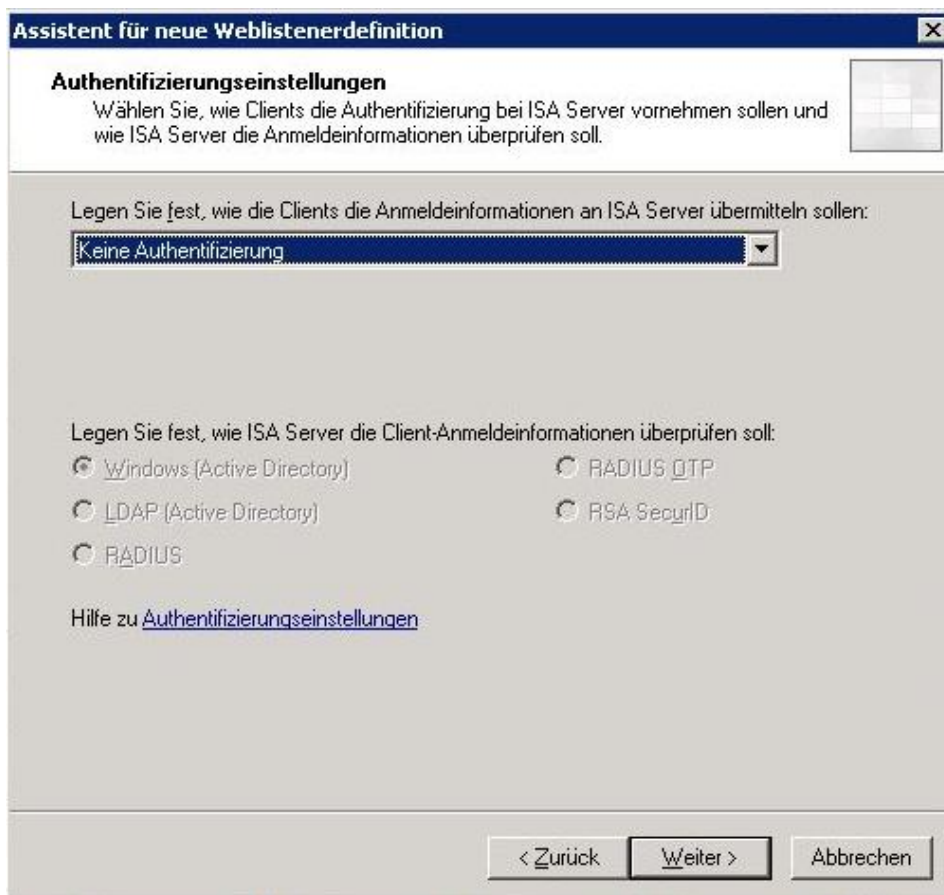 Assistent für neue Weblistenerdefinition
Authentifizierungseinstellungen
Wählen Sie, wie Clients die Authentifizierung bei ISA Server vornehmen sollen und
wie ISA Server die Anmeldeinformationen überprüfen soll.
Legen Sie fest, wie die Clients die Anmeldeinformationen an ISA Server übermitteln sollen:
Keine Authentifizierung
Legen Sie fest, wie ISA Server die Client-Anmeldeinformationen überprüfen soll:
Windows (Active Directory)
RADIUS OTP
LDAP (Active Directory)
RSA SecurID
RADIUS
Hilfe zu Authentifizierungseinstellungen
< Zurück
Weiter >
Abbrechen